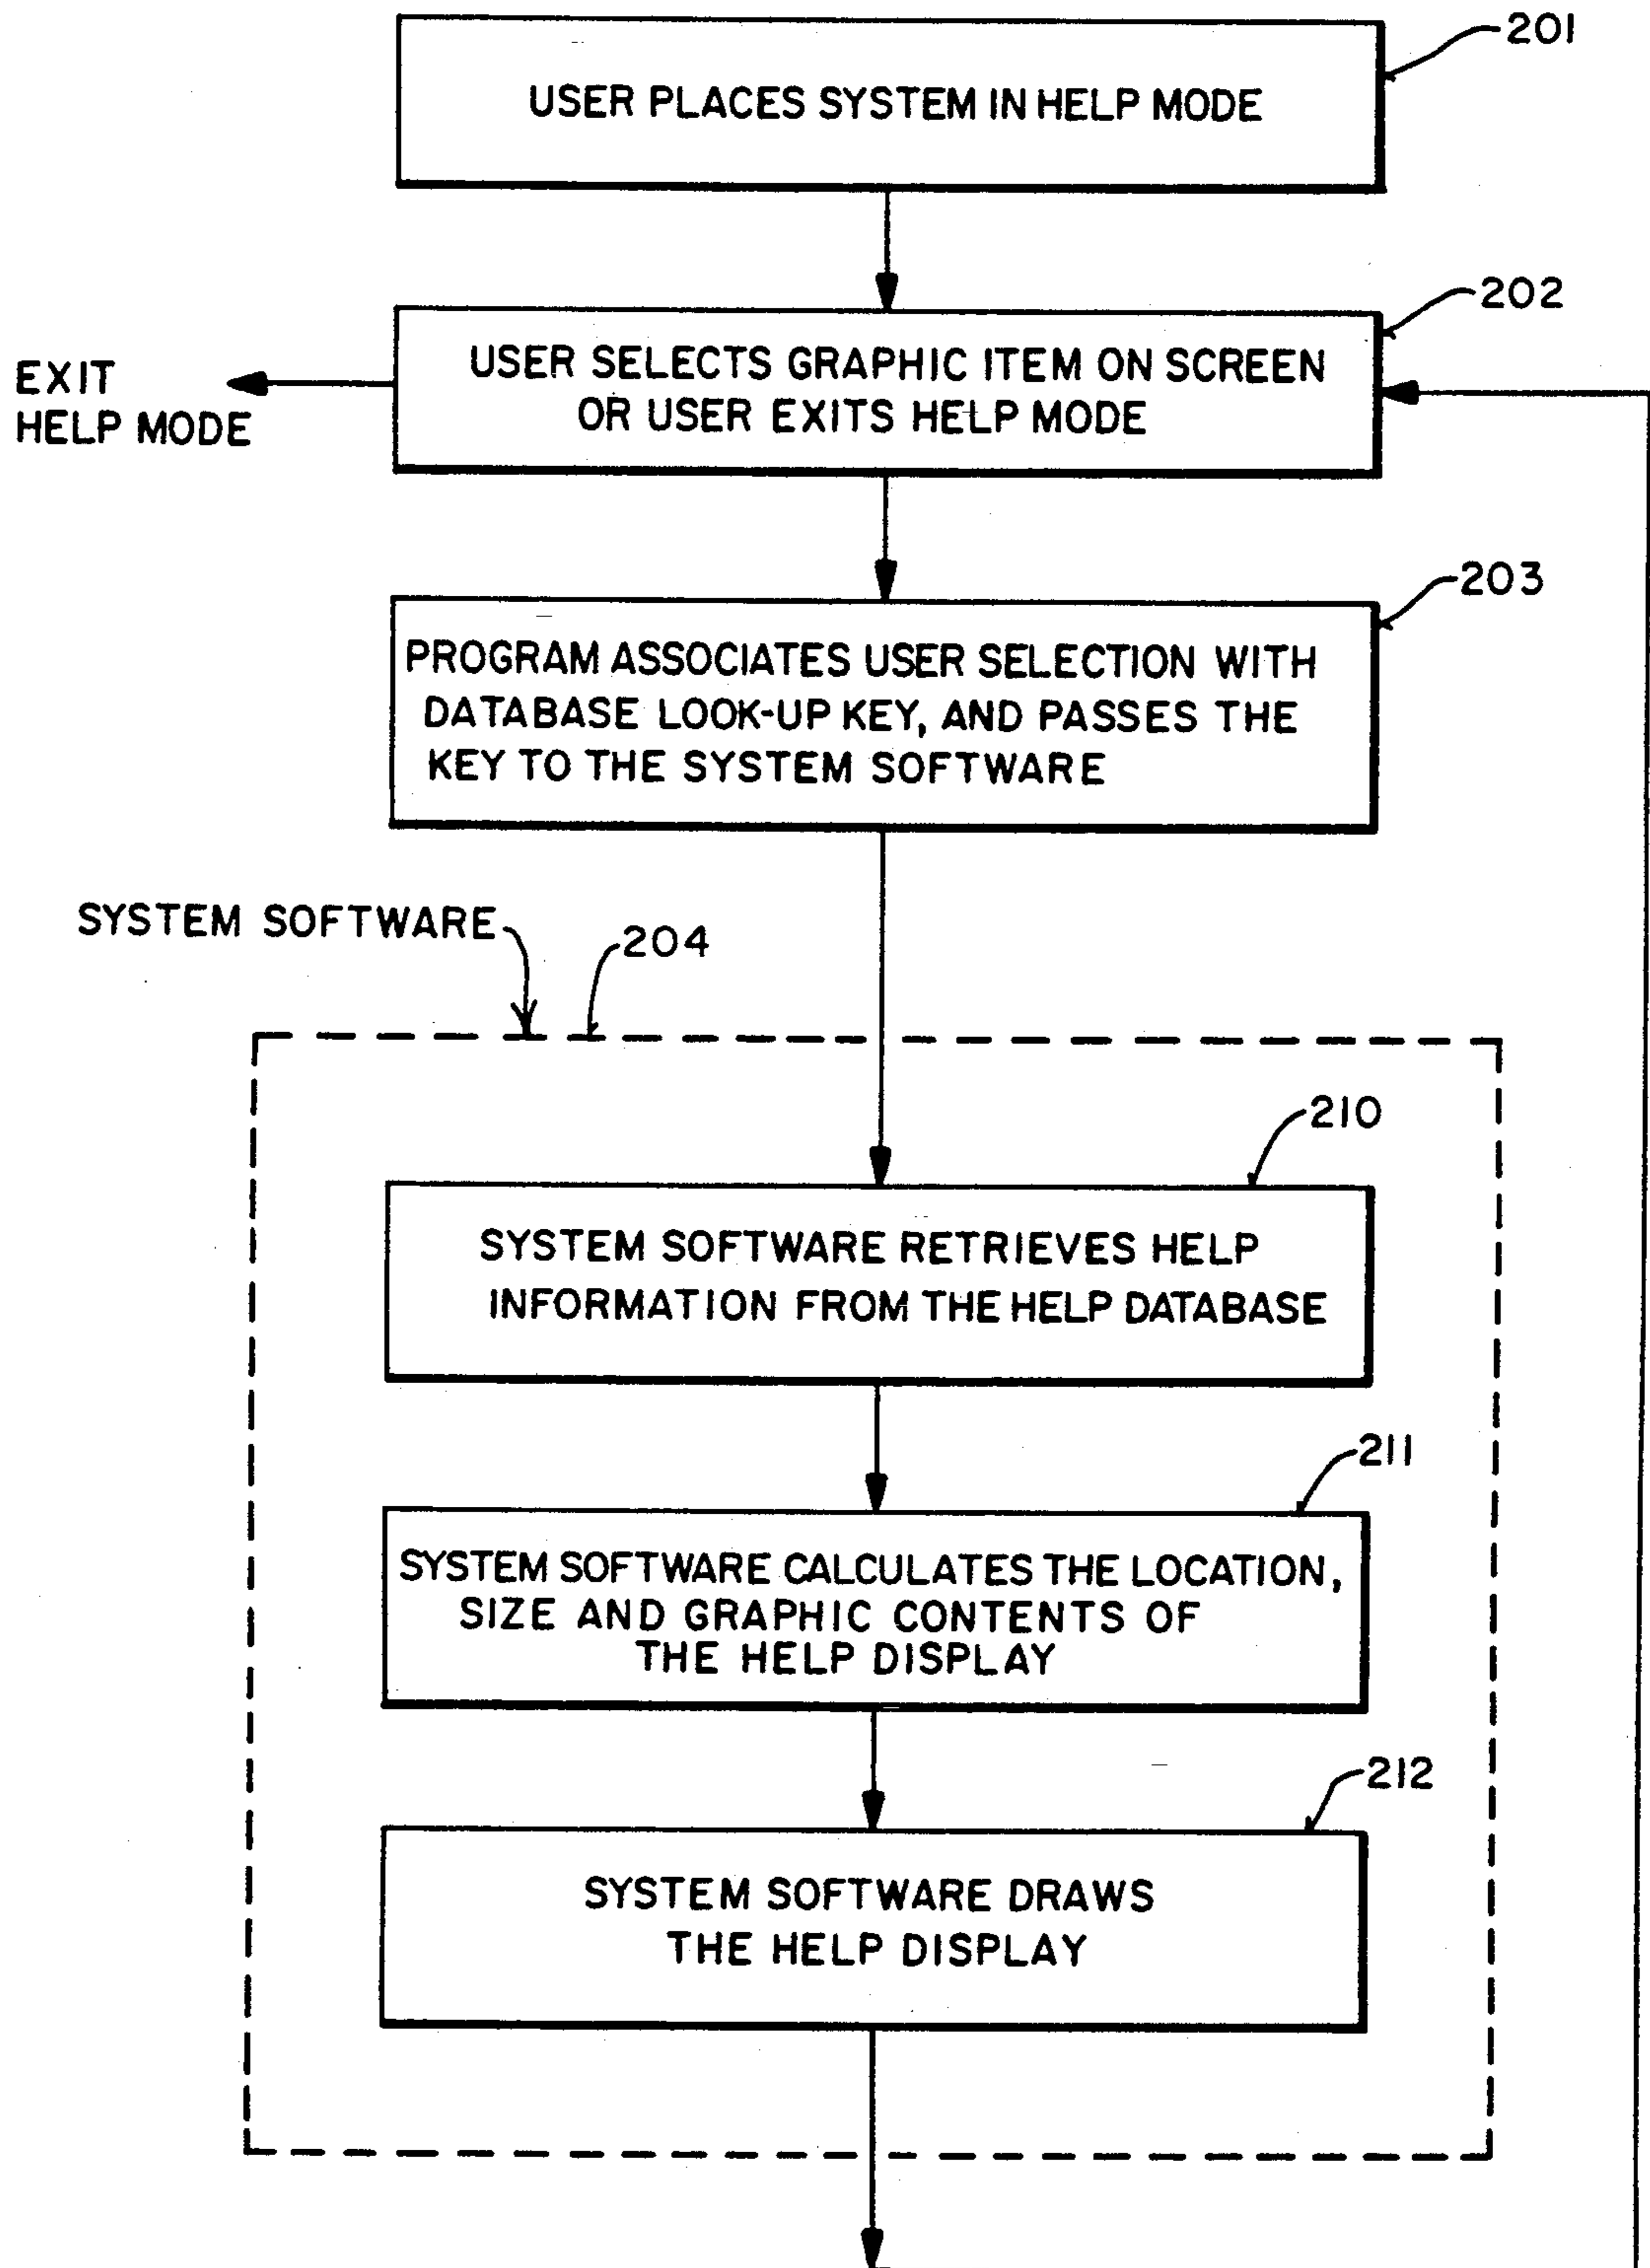 201
USER PLACES SYSTEM IN HELP MODE
202
USER SELECTS GRAPHIC ITEM ON SCREEN
OR USER EXITS HELP MODE
EXIT
HELP MODE
203
PROGRAM ASSOCIATES USER SELECTION WITH
DATABASE LOOK-UP KEY, AND PASSES THE
KEY TO THE SYSTEM SOFTWARE
SYSTEM SOFTWARE
204
210
SYSTEM SOFTWARE RETRIEVES HELP
INFORMATION FROM THE HELP DATABASE
211
SYSTEM SOFTWARE CALCULATES THE LOCATION,
SIZE AND GRAPHIC CONTENTS OF
THE HELP DISPLAY
212
SYSTEM SOFTWARE DRAWS
THE HELP DISPLAY